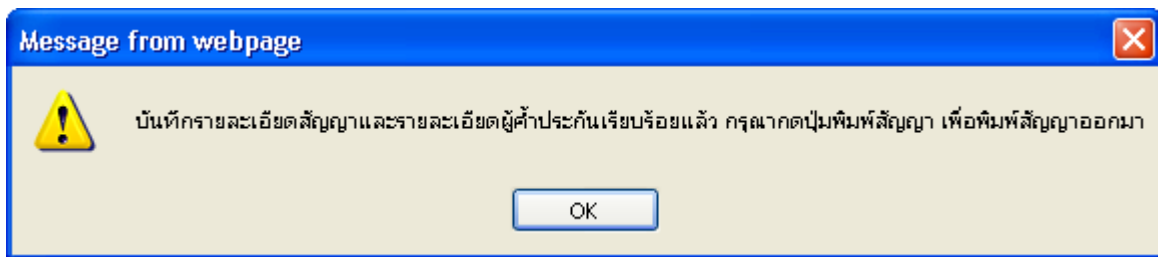 Message from webpage
บันทึกรายละเอียดสัญญาและรายละเอียดผู้ค้ำประกันเรียบร้อยแล้ว กรุณากดปุ่มพิมพ์สัญญา เพื่อพิมพ์สัญญาออกมา
OK